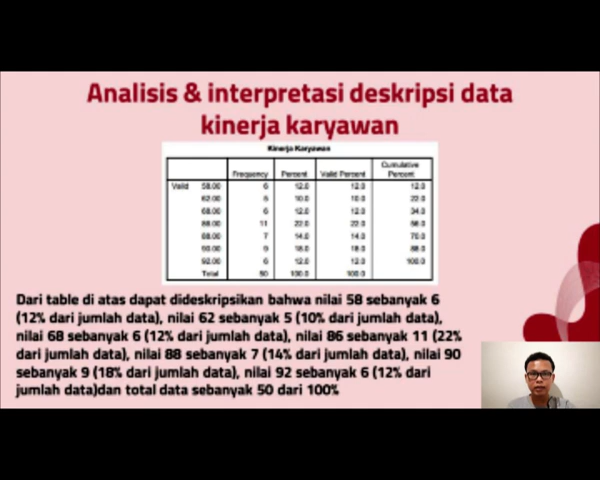 Analisis & interpretasi deskripsi data
kinerja karyawan
Kinerja Karyawan
Frequency Percent Valid Percent Cumulative Percent
Valid 58.00 6 12.0 12.0 12.0
62.00 5 10.0 10.0 22.0
68.00 6 12.0 12.0 34.0
86.00 11 22.0 22.0 56.0
88.00 7 14.0 14.0 70.0
90.00 9 18.0 18.0 88.0
92.00 6 12.0 12.0 100.0
Total 50 100.0 100.0
Dari table di atas dapat dideskripsikan bahwa nilai 58 sebanyak 6
(12% dari jumlah data), nilai 62 sebanyak 5 (10% dari jumlah data),
nilai 68 sebanyak 6 (12% dari jumlah data), nilai 86 sebanyak 11 (22%
dari jumlah data), nilai 88 sebanyak 7 (14% dari jumlah data), nilai 90
sebanyak 9 (18% dari jumlah data), nilai 92 sebanyak 6 (12% dari
jumlah data)dan total data sebanyak 50 dari 100%